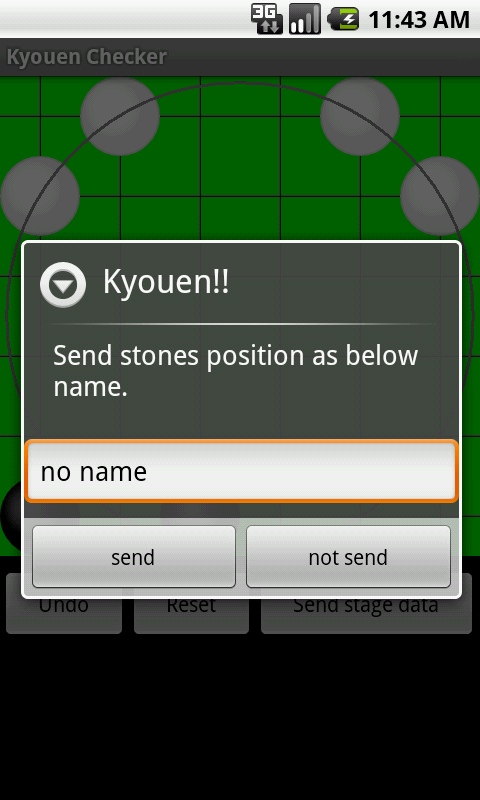 3G 11:43 AM
Kyouen Checker
Kyouen!!
Send stones position as below
name.
no name
send not send
Undo Reset Send stage data